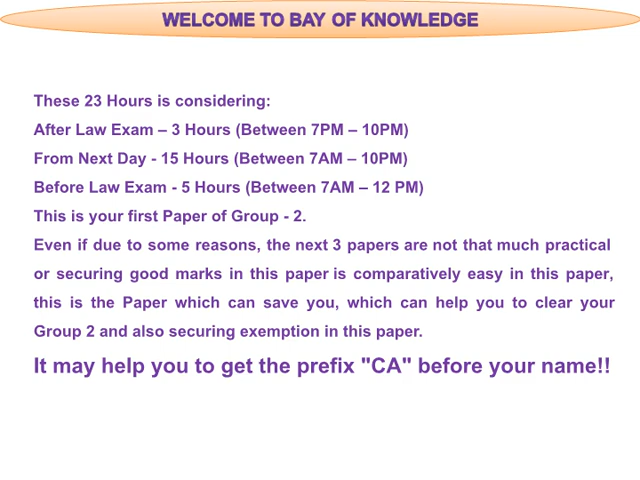 WELCOME TO BAY OF KNOWLEDGE
These 23 Hours is considering:
After Law Exam – 3 Hours (Between 7PM – 10PM)
From Next Day - 15 Hours (Between 7AM – 10PM)
Before Law Exam - 5 Hours (Between 7AM – 12 PM)
This is your first Paper of Group - 2.
Even if due to some reasons, the next 3 papers are not that much practical
or securing good marks in this paper is comparatively easy in this paper,
this is the Paper which can save you, which can help you to clear your
Group 2 and also securing exemption in this paper.
It may help you to get the prefix "CA" before your name!!